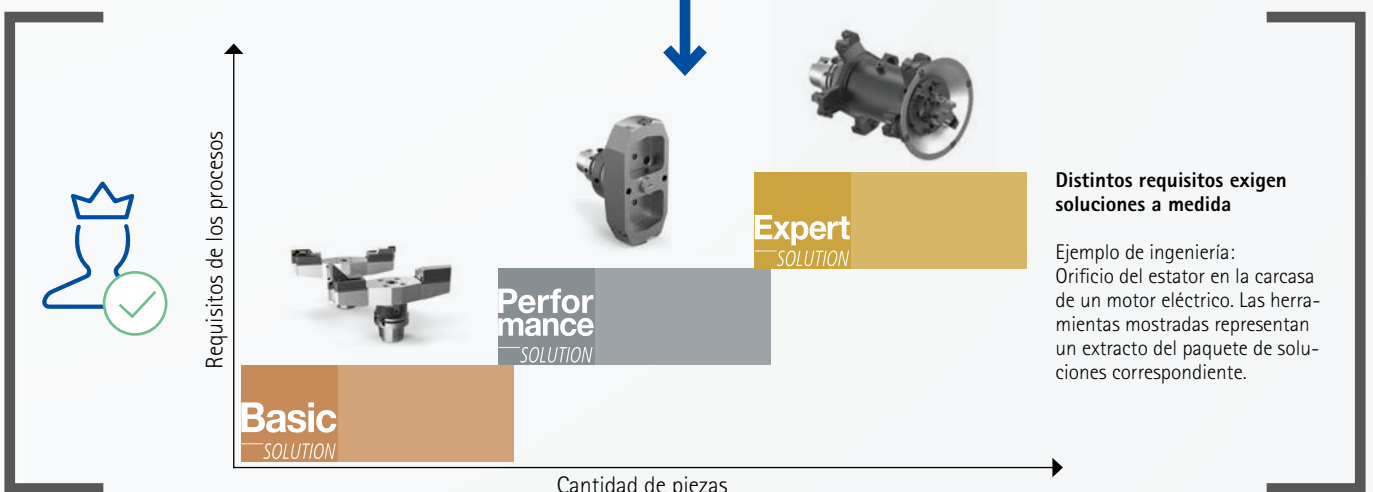 Requisitos de los procesos
Basic
SOLUTION
Perfor
mance
SOLUTION
Expert
SOLUTION
Cantidad de piezas
Distintos requisitos exigen
soluciones a medida
Ejemplo de ingeniería:
Orificio del estator en la carcasa
de un motor eléctrico. Las herra-
mientas mostradas representan
un extracto del paquete de solu-
ciones correspondiente.